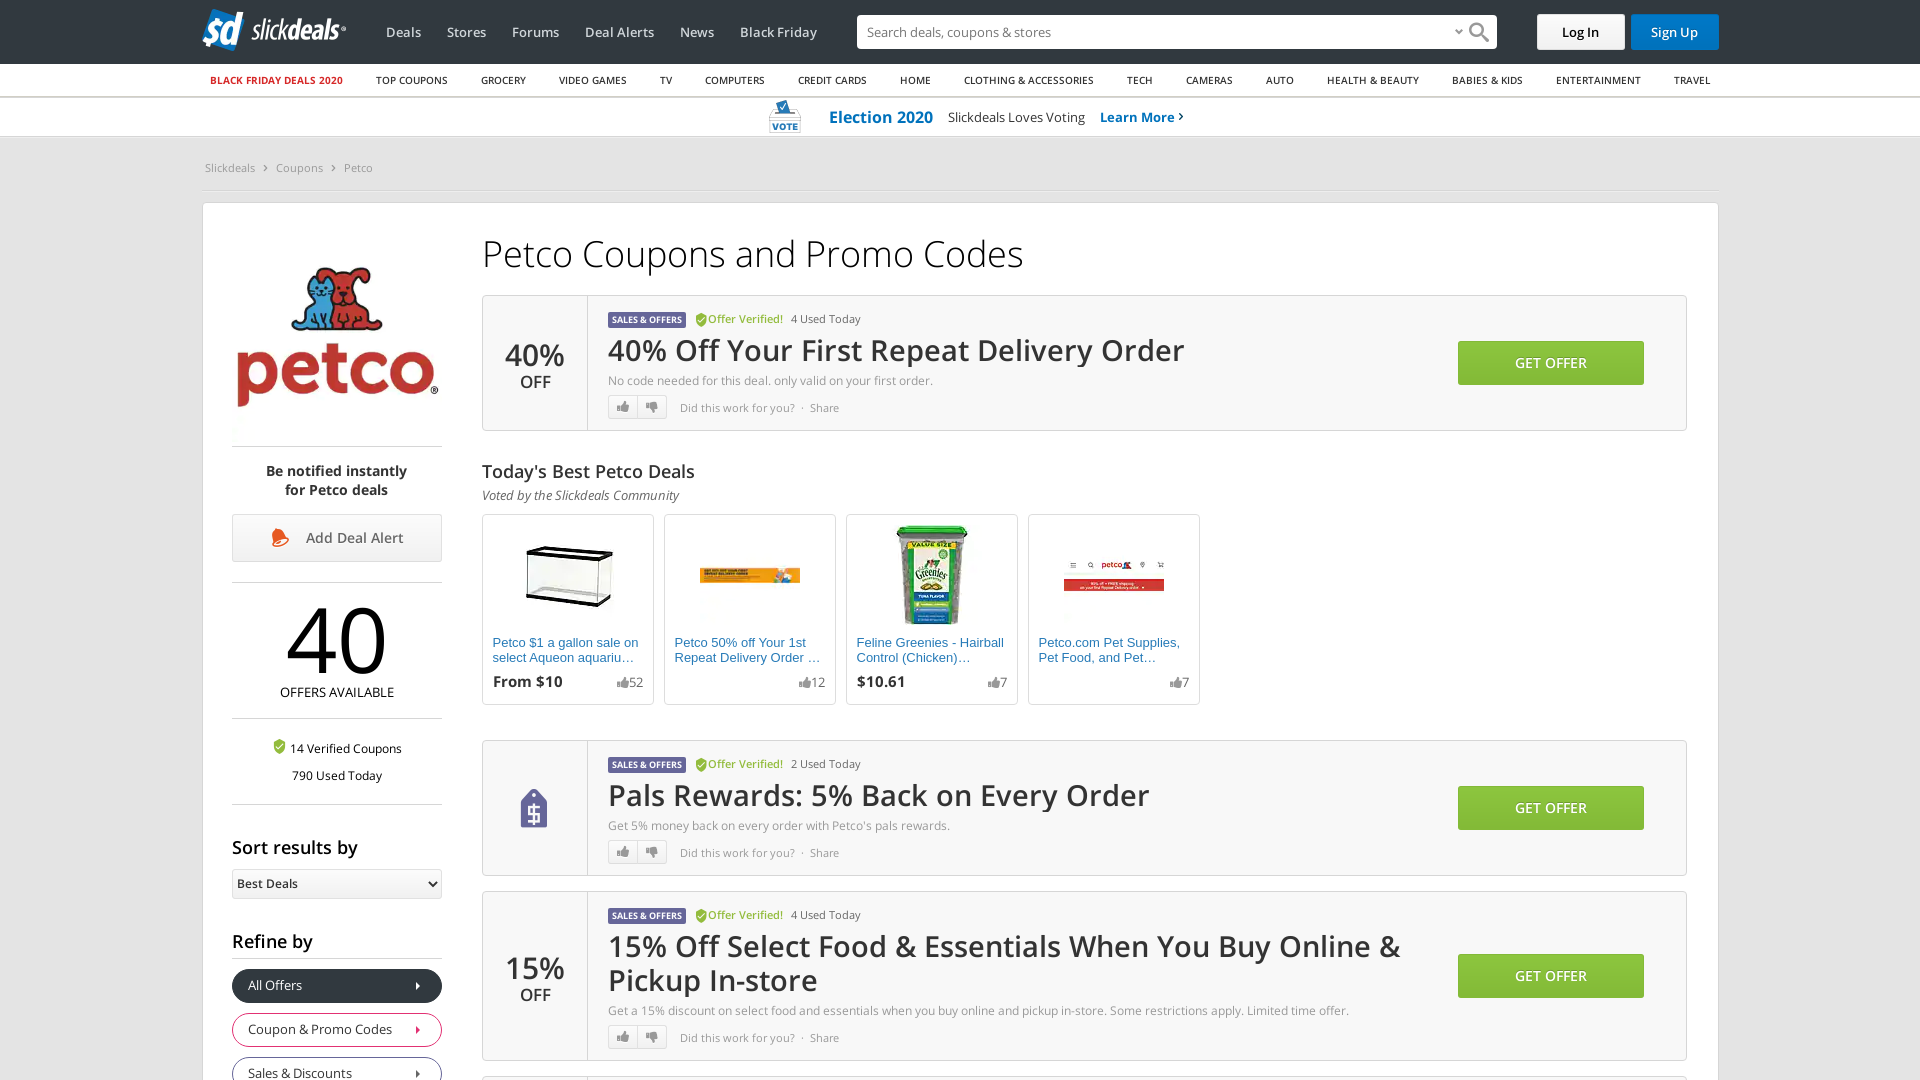 sd slickdeals
Deals Stores Forums Deal Alerts News Black Friday
Search deals, coupons & stores
Log In Sign Up
BLACK FRIDAY DEALS 2020 TOP COUPONS GROCERY VIDEO GAMES TV COMPUTERS CREDIT CARDS HOME CLOTHING & ACCESSORIES TECH CAMERAS AUTO HEALTH & BEAUTY BABIES & KIDS ENTERTAINMENT TRAVEL
VOTE Election 2020 Slickdeals Loves Voting Learn More
Slickdeals Coupons Petco
petco®
Be notified instantly
for Petco deals
Add Deal Alert
40
OFFERS AVAILABLE
14 Verified Coupons
790 Used Today
Sort results by
Best Deals
Refine by
All Offers
Coupon & Promo Codes
Sales & Discounts
Petco Coupons and Promo Codes
40%
OFF
SALES & OFFERS Offer Verified! 4 Used Today
40% Off Your First Repeat Delivery Order
No code needed for this deal. only valid on your first order.
Did this work for you? · Share
GET OFFER
Today's Best Petco Deals
Voted by the Slickdeals Community
Petco $1 a gallon sale on
select Aqueon aquariu…
From $10 52
Petco 50% off Your 1st
Repeat Delivery Order …
12
VALUE SIZE
Greenies
TUNA FLAVOR
Feline Greenies - Hairball
Control (Chicken)…
$10.61 7
petco
Petco.com Pet Supplies,
Pet Food, and Pet…
7
$
SALES & OFFERS Offer Verified! 2 Used Today
Pals Rewards: 5% Back on Every Order
Get 5% money back on every order with Petco's pals rewards.
Did this work for you? · Share
GET OFFER
15%
OFF
SALES & OFFERS Offer Verified! 4 Used Today
15% Off Select Food & Essentials When You Buy Online &
Pickup In-store
Get a 15% discount on select food and essentials when you buy online and pickup in-store. Some restrictions apply. Limited time offer.
Did this work for you? · Share
GET OFFER